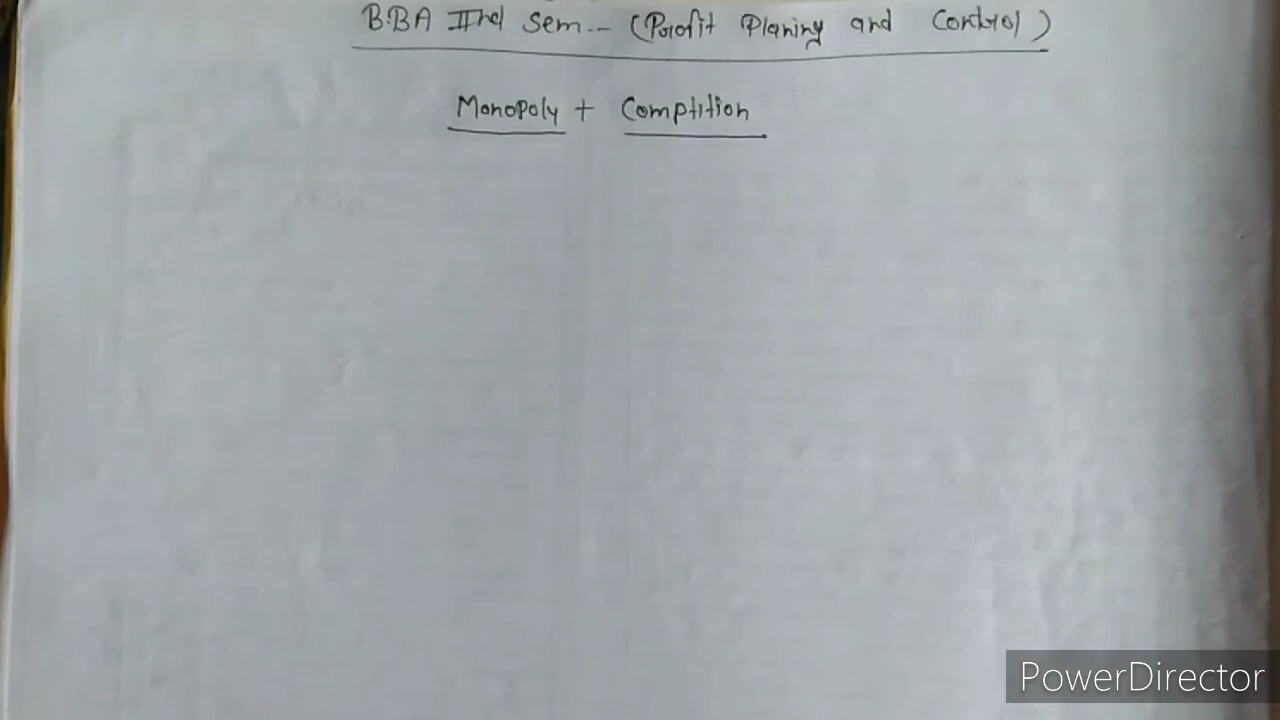 B.BA IInd Sem.-- (Profit Planing and Control)
Monopoly + Comptition
PowerDirector